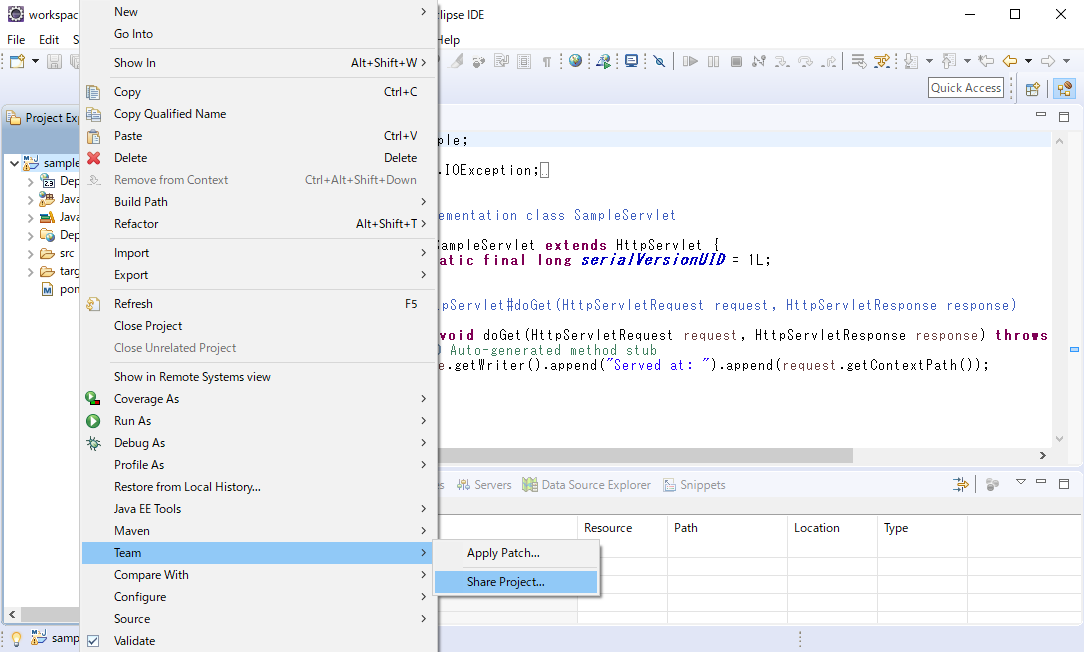 workspac
clipse IDE
File Edit S
Help
Quick Access
Project Exp
sample
Dep
Java
Java
Dep
src
targ
pom
New
Go Into
Show In Alt+Shift+W
Copy Ctrl+C
Copy Qualified Name
Paste Ctrl+V
Delete Delete
Remove from Context Ctrl+Alt+Shift+Down
Build Path
Refactor Alt+Shift+T
Import
Export
Refresh F5
Close Project
Close Unrelated Project
Show in Remote Systems view
Coverage As
Run As
Debug As
Profile As
Restore from Local History...
Java EE Tools
Maven
Team
Compare With
Configure
Source
Validate
Apply Patch...
Share Project...
ple;
.IOException;
ementation class SampleServlet
SampleServlet extends HttpServlet {
atic final long serialVersionUID = 1L;
pServlet#doGet(HttpServletRequest request, HttpServletResponse response)
void doGet(HttpServletRequest request, HttpServletResponse response) throws
) Auto-generated method stub
e.getWriter().append("Served at: ").append(request.getContextPath());
es Servers Data Source Explorer Snippets
Resource Path Location Type
samp